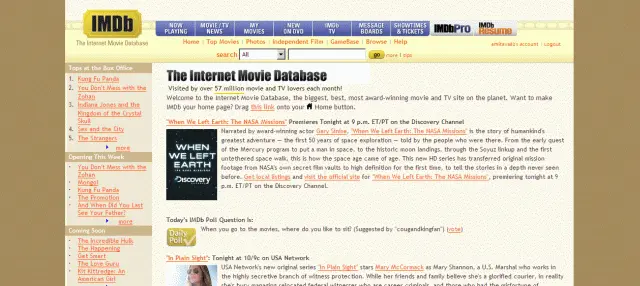 IMDb
The Internet Movie Database
NOW PLAYING
MOVIE / TV NEWS
MY MOVIES
NEW ON DVD
IMDb TV
MESSAGE BOARDS
SHOWTIMES & TICKETS
IMDbPro
IMDb Resume
Home | Top Movies | Photos | Independent Film | GameBase | Browse | Help
account | Logout
search All go more | tips
Tops at the Box Office
1. Kung Fu Panda
2. You Don't Mess with the Zohan
3. Indiana Jones and the Kingdom of the Crystal Skull
4. Sex and the City
5. The Strangers
more
Opening This Week
You Don't Mess with the Zohan
Mongol
Kung Fu Panda
The Promotion
And When Did You Last See Your Father?
more
Coming Soon
The Incredible Hulk
The Happening
Get Smart
The Love Guru
Kit Kittredge: An American Girl
The Internet Movie Database
Visited by over 57 million movie and TV lovers each month!
Welcome to the Internet Movie Database, the biggest, best, most award-winning movie and TV site on the planet. Want to
make IMDb your home page? Drag this link onto your Home button.
"When We Left Earth: The NASA Missions" Premieres Tonight at 9 p.m. ET/PT on the Discovery Channel
WHEN WE LEFT EARTH
THE NASA MISSIONS
Discovery
Narrated by award-winning actor Gary Sinise, "When We Left Earth: The NASA Missions" is the story of humankind's
greatest adventure — the first 50 years of space exploration — told by the people who were there. From the early quest
of the Mercury program to put a man in space, to the historic moon landings, through the Soyuz linkup and the first
untethered space walk, this is how the space age came of age. This new HD series has transferred original mission
footage from NASA's own secret film vaults to high definition for the first time, to tell the stories in a depth never seen
before. Get local listings and visit the official site for "When We Left Earth: The NASA Missions", premiering tonight at 9
p.m. ET/PT on the Discovery Channel.
Today's IMDb Poll Question Is:
Daily Poll
When you go to the movies, where do you like to sit? (Suggested by "cougandkingfan") (vote)
"In Plain Sight": Tonight at 10/9c on USA Network
USA Network's new original series "In Plain Sight" stars Mary McCormack as Mary Shannon, a U.S. Marshal who works in
the highly secretive branch of witness protection. While her friends and family believe she's a glorified. In reality